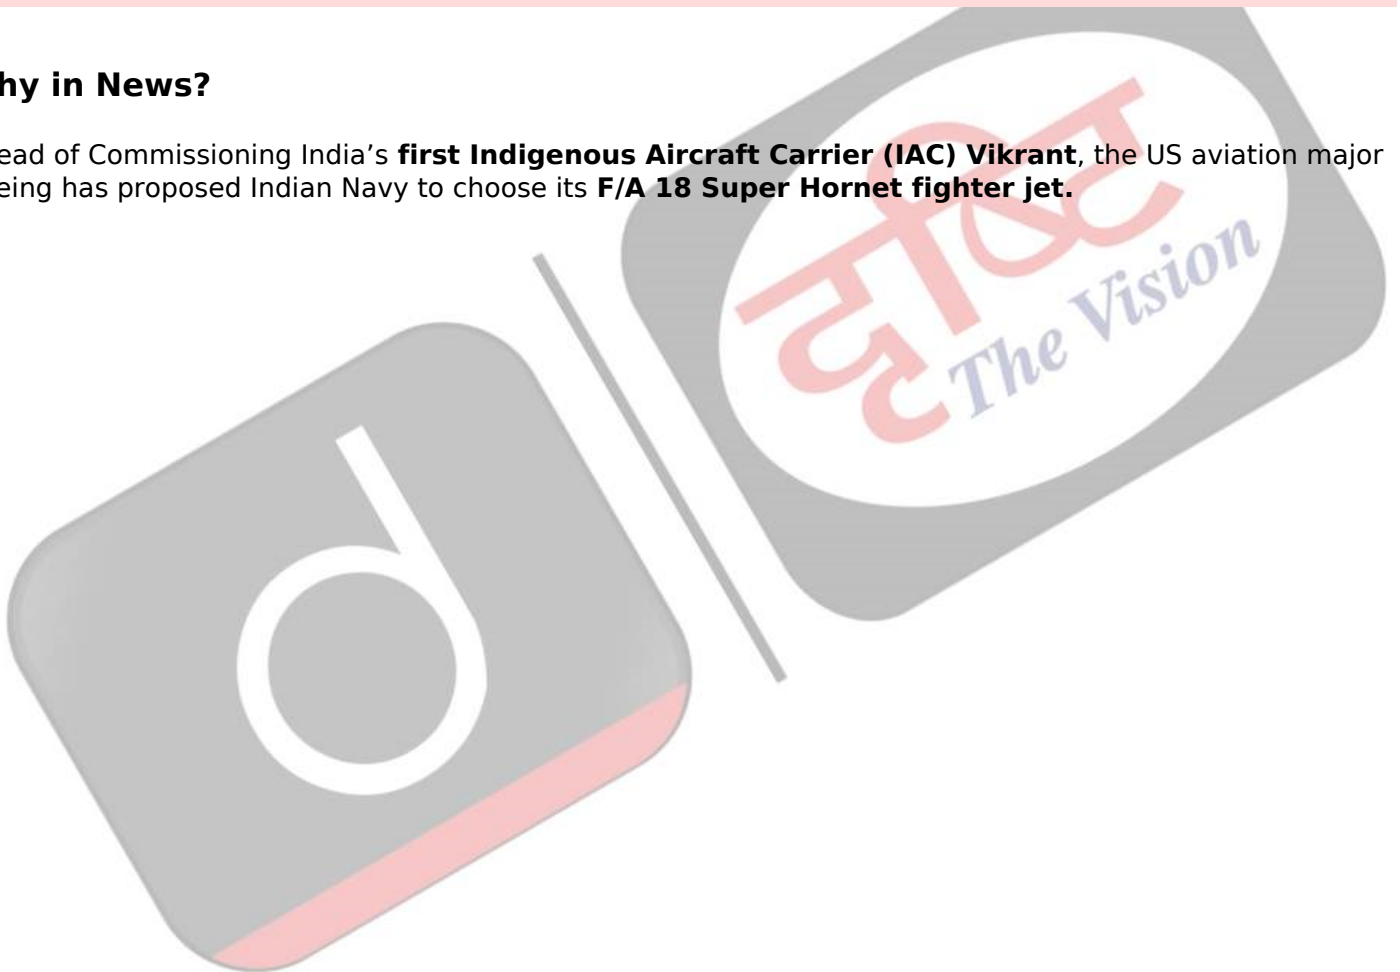 hy in News?
ead of Commissioning India’s first Indigenous Aircraft Carrier (IAC) Vikrant, the US aviation major
eing has proposed Indian Navy to choose its F/A 18 Super Hornet fighter jet.
दृष्टि
The Vision
d